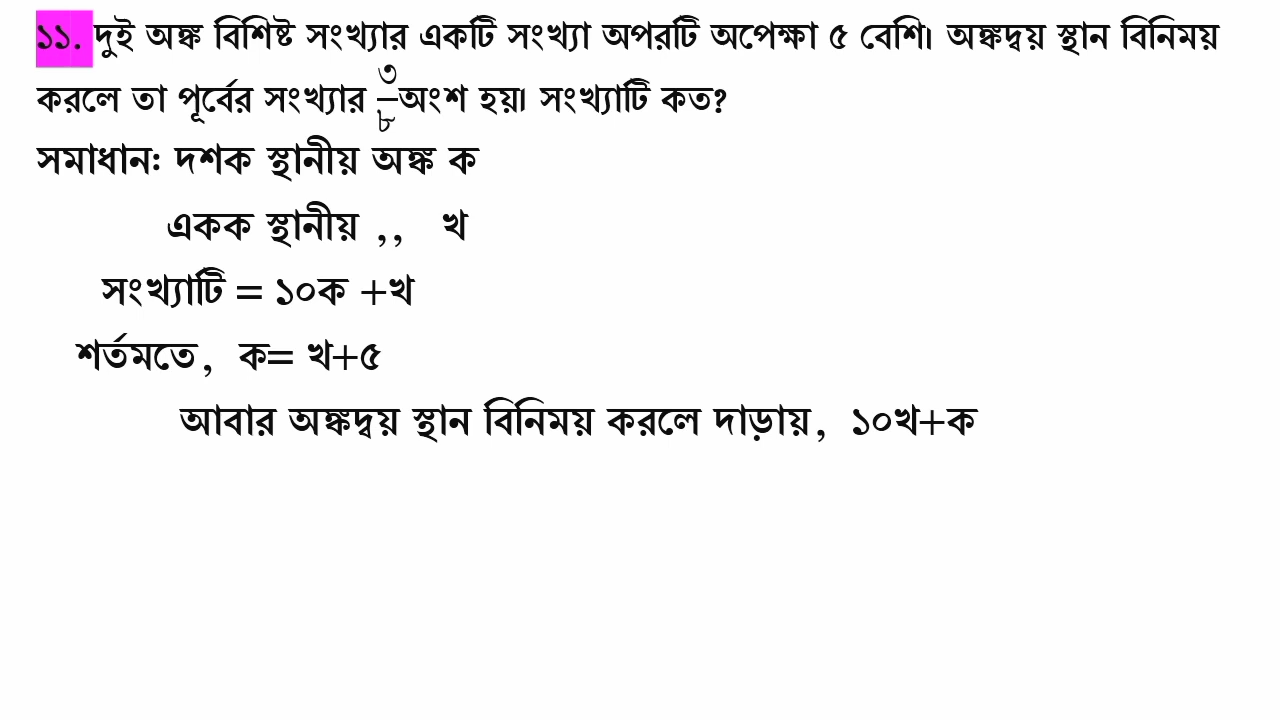 ১১. দুই অঙ্ক বিশিষ্ট সংখ্যার একটি সংখ্যা অপরটি অপেক্ষা ৫ বেশি। অঙ্কদ্বয় স্থান বিনিময়
করলে তা পূর্বের সংখ্যার ৩/৮ অংশ হয়। সংখ্যাটি কত?
সমাধানঃ দশক স্থানীয় অঙ্ক ক
একক স্থানীয় ,, খ
সংখ্যাটি = ১০ক +খ
শর্তমতে, ক= খ+৫
আবার অঙ্কদ্বয় স্থান বিনিময় করলে দাড়ায়, ১০খ+ক